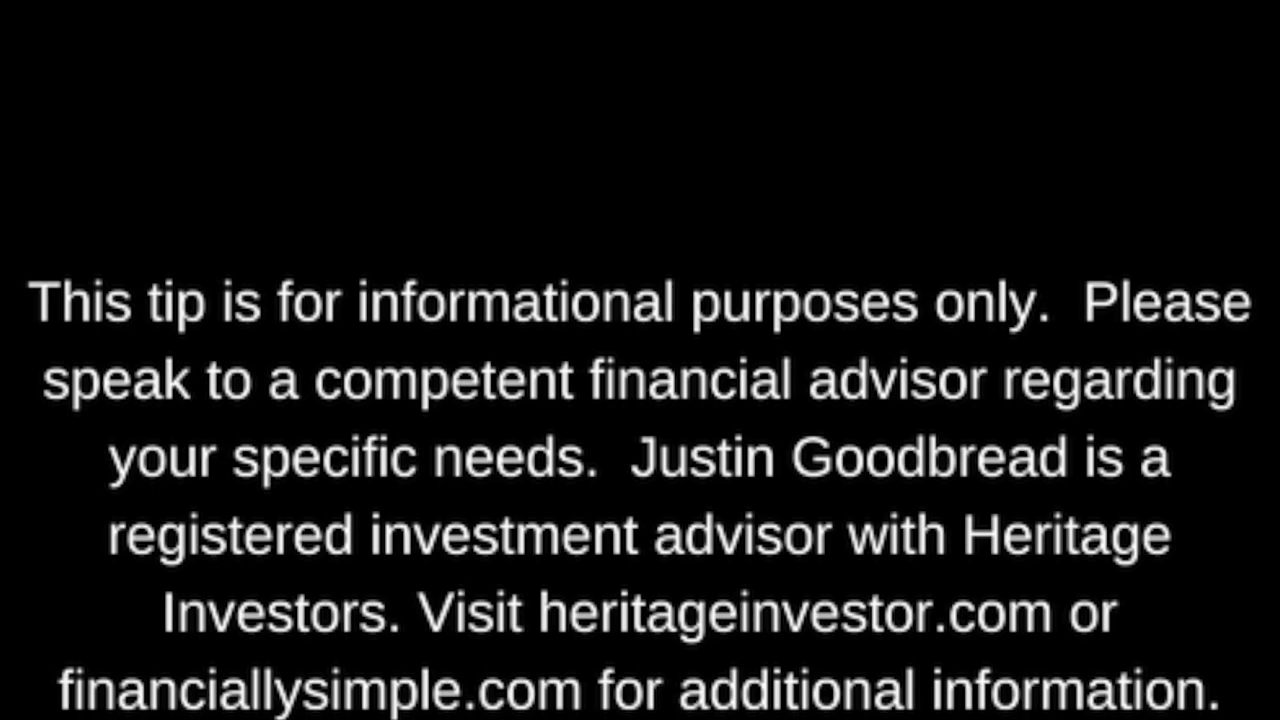 This tip is for informational purposes only.  Please
speak to a competent financial advisor regarding
your specific needs.  Justin Goodbread is a
registered investment advisor with Heritage
Investors. Visit heritageinvestor.com or
financiallysimple.com for additional information.